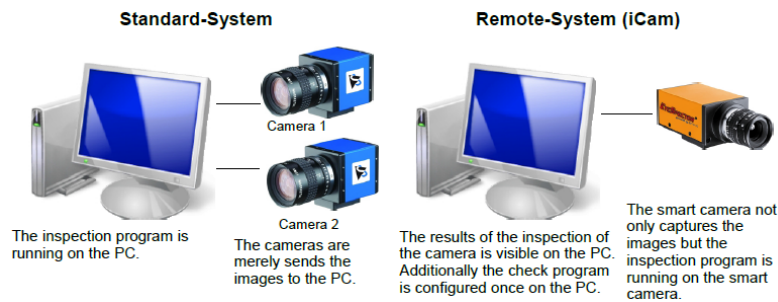 Standard-System
Remote-System (iCam)
Camera 1
EYESPECTOR
Camera 2
The inspection program is
running on the PC.
The cameras are
merely sends the
images to the PC.
The results of the inspection of
the camera is visible on the PC.
Additionally the check program
is configured once on the PC.
The smart camera not
only captures the
images but the
inspection program is
running on the smart
camera.